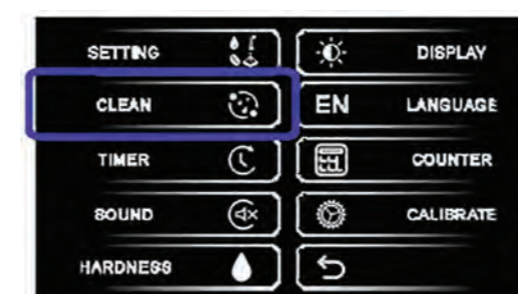 SETTING
DISPLAY
CLEAN
EN LANGUAGE
TIMER
COUNTER
SOUND
CALIBRATE
HARDNESS